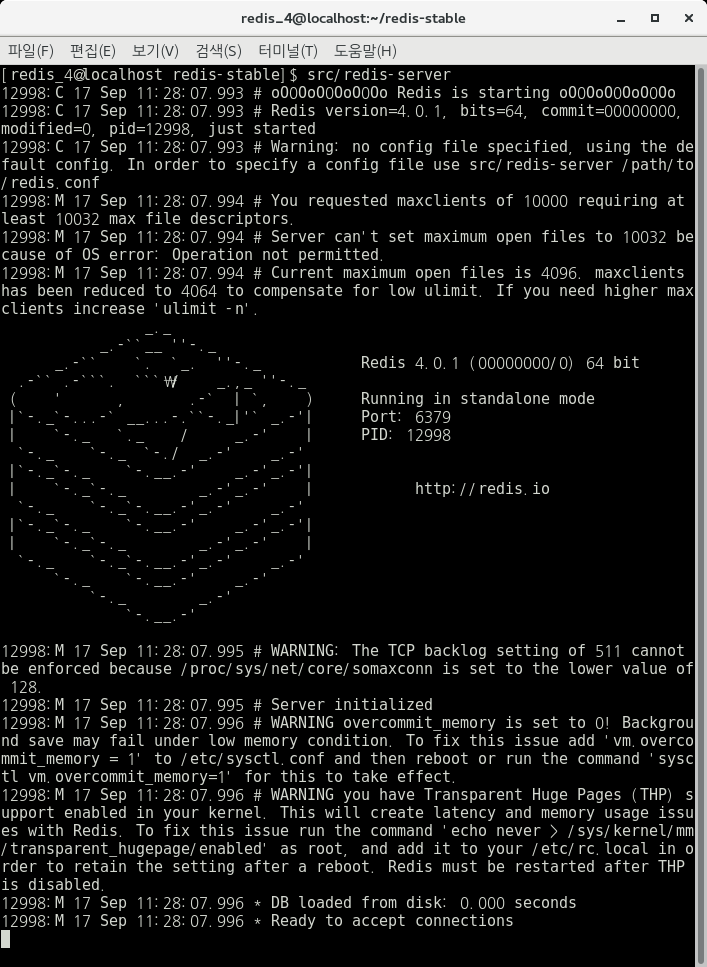 redis_4@localhost:~/redis-stable
파일(F) 편집(E) 보기(V) 검색(S) 터미널(T) 도움말(H)
[redis_4@localhost redis-stable]$ src/redis-server
12998:C 17 Sep 11:28:07.993 # oO0OoO0OoO0Oo Redis is starting oO0OoO0OoO0Oo
12998:C 17 Sep 11:28:07.993 # Redis version=4.0.1, bits=64, commit=00000000,
modified=0, pid=12998, just started
12998:C 17 Sep 11:28:07.993 # Warning: no config file specified, using the de
fault config. In order to specify a config file use src/redis-server /path/to
/redis.conf
12998:M 17 Sep 11:28:07.994 # You requested maxclients of 10000 requiring at
least 10032 max file descriptors.
12998:M 17 Sep 11:28:07.994 # Server can't set maximum open files to 10032 be
cause of OS error: Operation not permitted.
12998:M 17 Sep 11:28:07.994 # Current maximum open files is 4096. maxclients
has been reduced to 4064 to compensate for low ulimit. If you need higher max
clients increase 'ulimit -n'.
Redis 4.0.1 (00000000/0) 64 bit
Running in standalone mode
Port: 6379
PID: 12998
http://redis.io
12998:M 17 Sep 11:28:07.995 # WARNING: The TCP backlog setting of 511 cannot
be enforced because /proc/sys/net/core/somaxconn is set to the lower value of
128.
12998:M 17 Sep 11:28:07.995 # Server initialized
12998:M 17 Sep 11:28:07.996 # WARNING overcommit_memory is set to 0! Backgrou
nd save may fail under low memory condition. To fix this issue add 'vm.overco
mmit_memory = 1' to /etc/sysctl.conf and then reboot or run the command 'sysc
tl vm.overcommit_memory=1' for this to take effect.
12998:M 17 Sep 11:28:07.996 # WARNING you have Transparent Huge Pages (THP) s
upport enabled in your kernel. This will create latency and memory usage issu
es with Redis. To fix this issue run the command 'echo never > /sys/kernel/mm
/transparent_hugepage/enabled' as root, and add it to your /etc/rc.local in o
rder to retain the setting after a reboot. Redis must be restarted after THP
is disabled.
12998:M 17 Sep 11:28:07.996 * DB loaded from disk: 0.000 seconds
12998:M 17 Sep 11:28:07.996 * Ready to accept connections